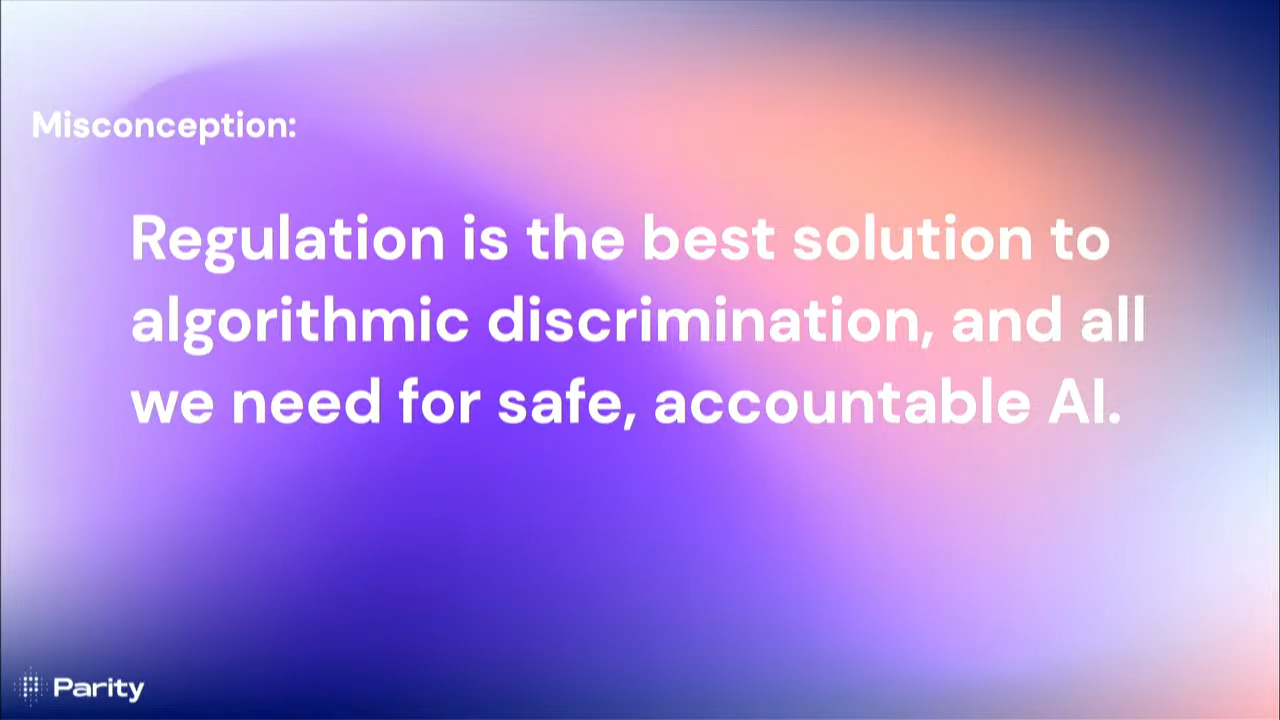 Misconception:
Regulation is the best solution to
algorithmic discrimination, and all
we need for safe, accountable AI.
Parity